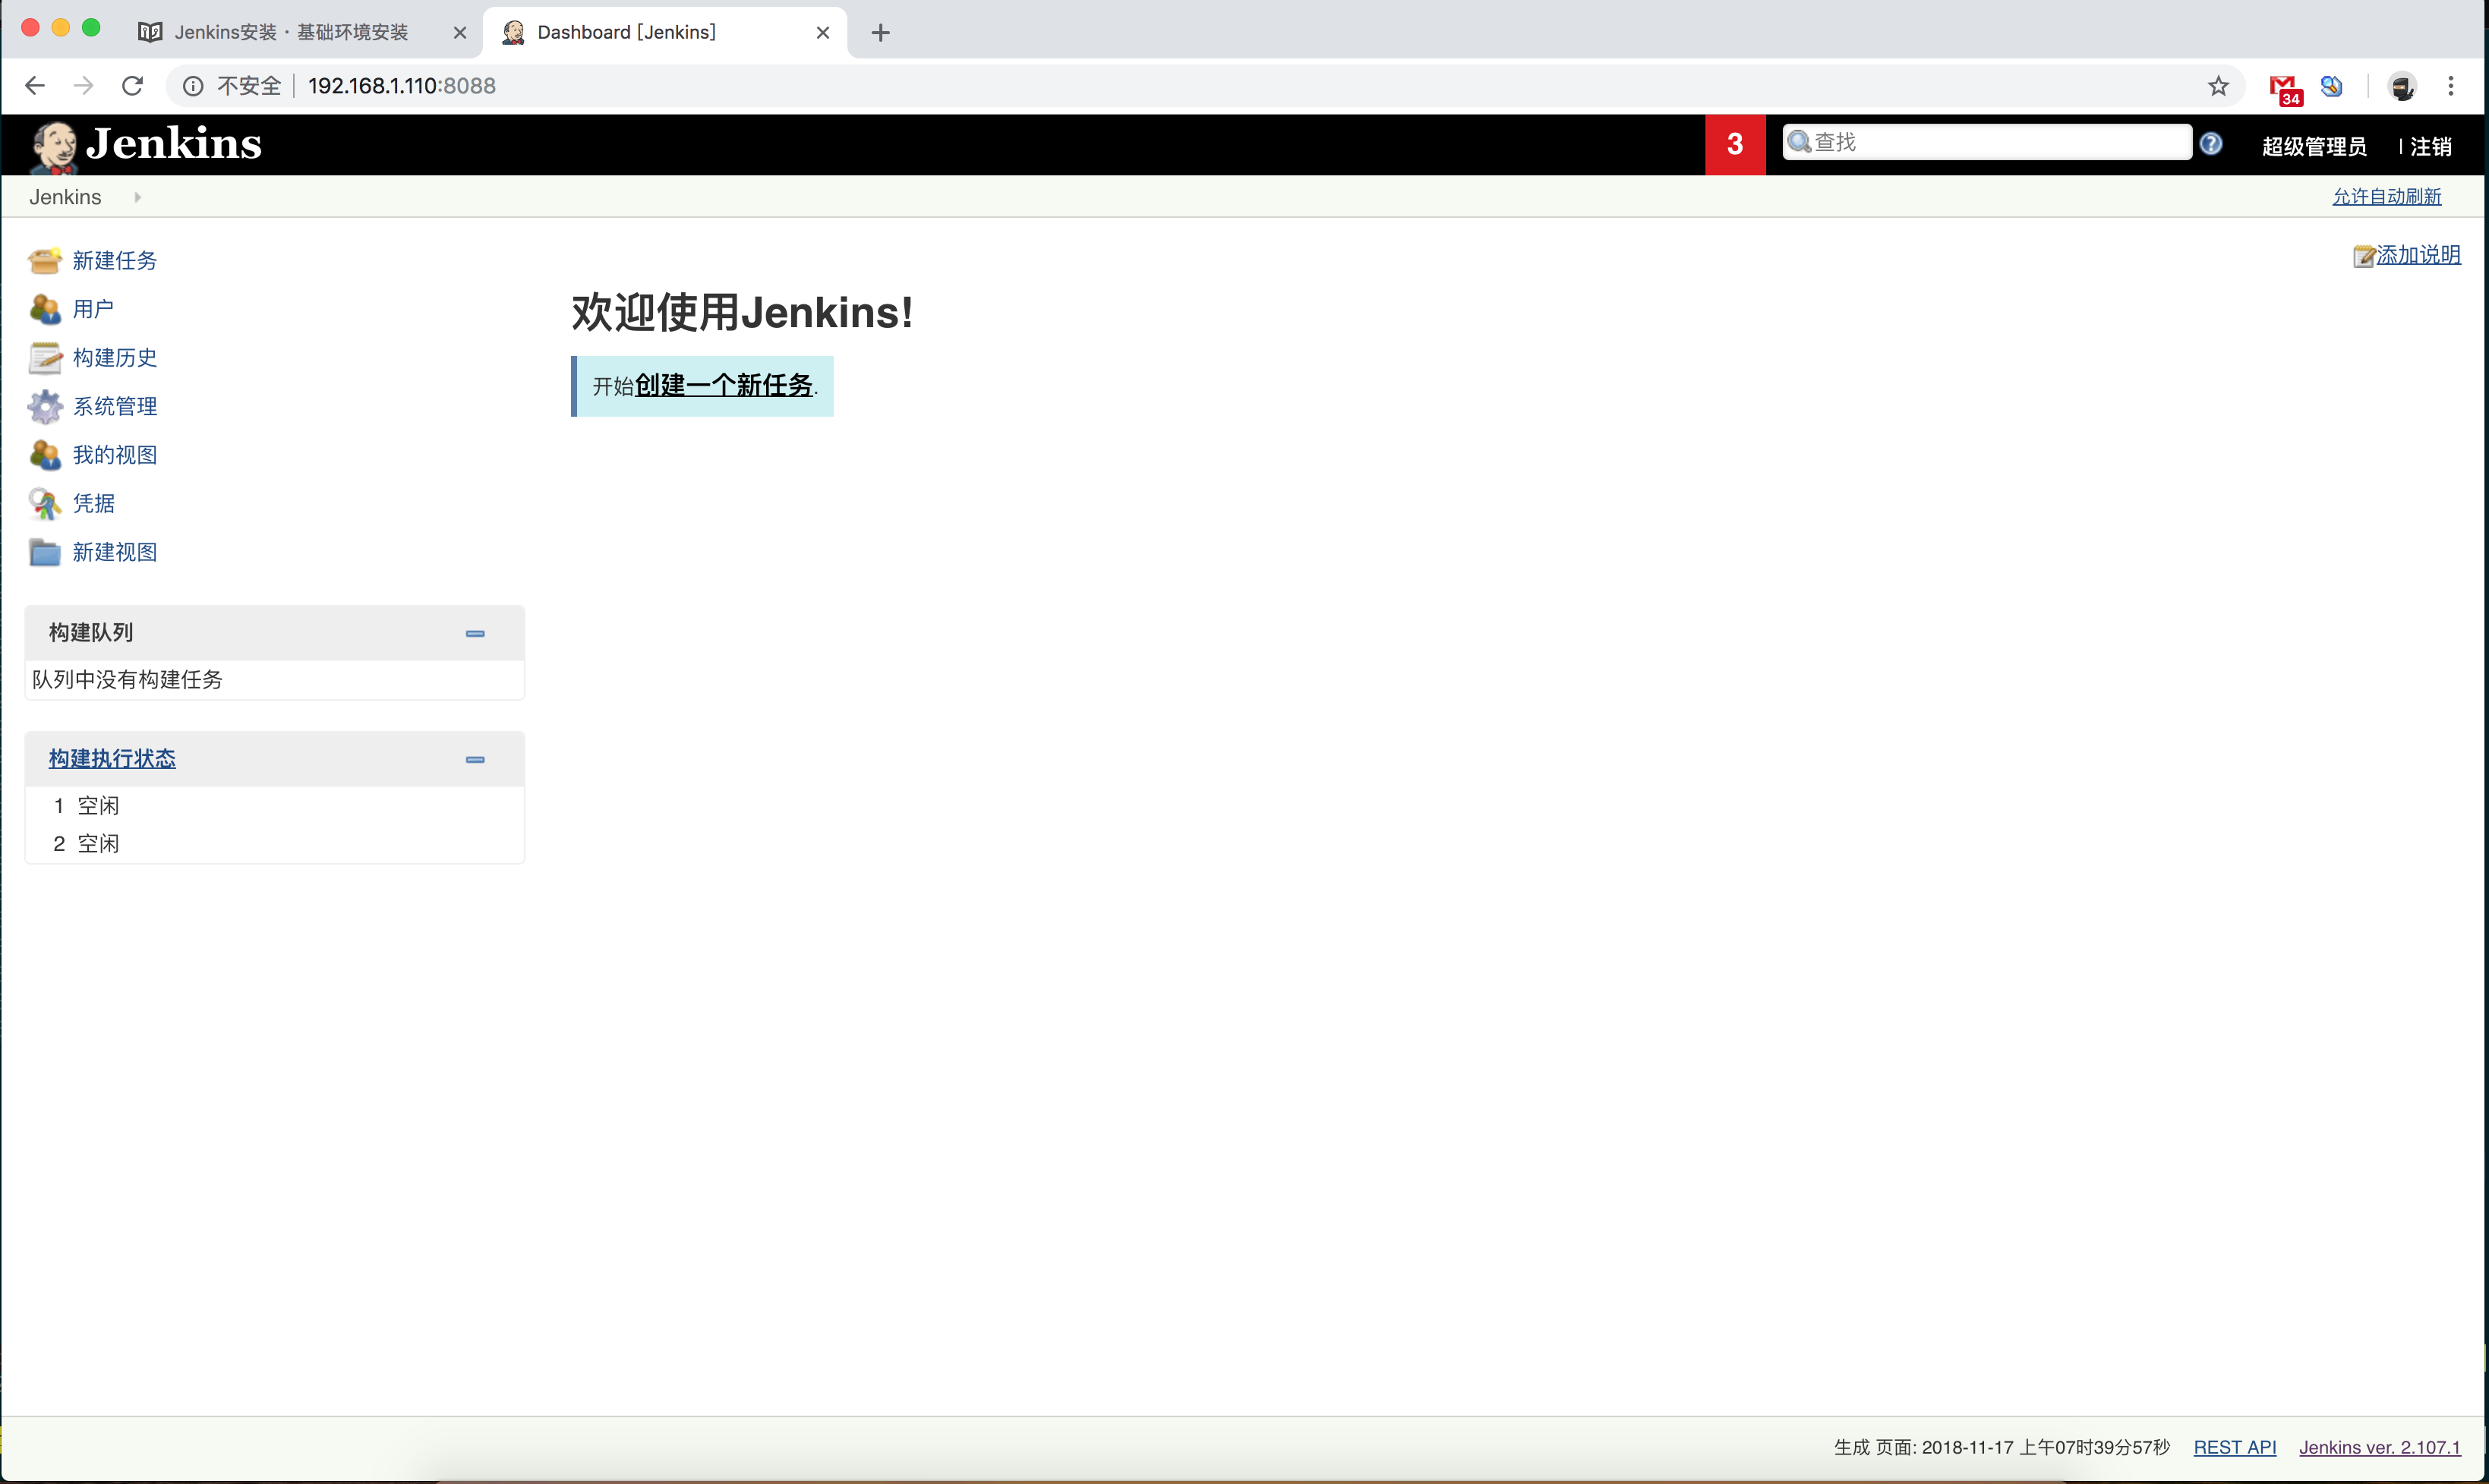 Jenkins安装 · 基础环境安装
Dashboard [Jenkins]
不安全 | 192.168.1.110:8088
34
Jenkins
3
查找
超级管理员
| 注销
Jenkins
允许自动刷新
新建任务
用户
构建历史
系统管理
我的视图
凭据
新建视图
添加说明
欢迎使用Jenkins!
开始创建一个新任务.
构建队列
队列中没有构建任务
构建执行状态
1 空闲
2 空闲
生成 页面: 2018-11-17 上午07时39分57秒 REST API Jenkins ver. 2.107.1